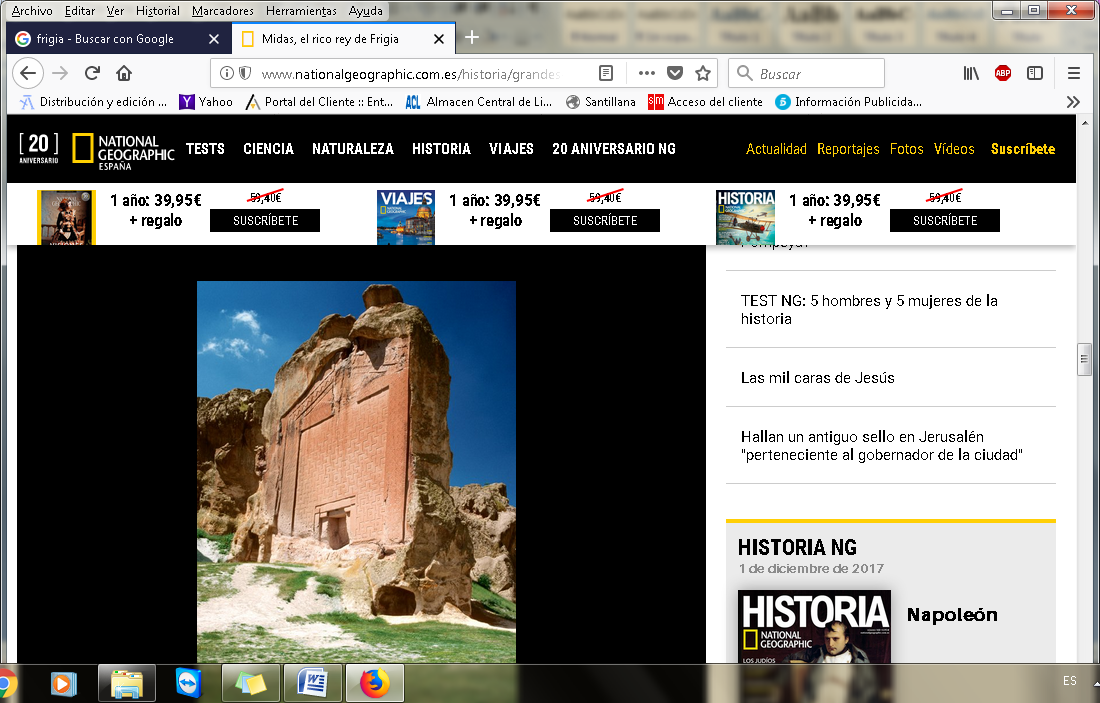 Archivo Editar Ver Historial Marcadores Herramientas Ayuda
frigia - Buscar con Google
Midas, el rico rey de Frigia
www.nationalgeographic.com.es/historia/grandes
Buscar
ABP
Distribución y edición ...
Yahoo
Portal del Cliente :: Ent...
ACL Almacen Central de Li...
Santillana
sm Acceso del cliente
Información Publicida...
[ 20 ]
ANIVERSARIO
NATIONAL
GEOGRAPHIC
ESPAÑA
TESTS CIENCIA NATURALEZA HISTORIA VIAJES 20 ANIVERSARIO NG
Actualidad Reportajes Fotos Vídeos Suscríbete
1 año: 39,95€
+ regalo
59,40€
SUSCRÍBETE
VIAJES
1 año: 39,95€
+ regalo
59,40€
SUSCRÍBETE
HISTORIA
1 año: 39,95€
+ regalo
59,40€
SUSCRÍBETE
Pompeya?
TEST NG: 5 hombres y 5 mujeres de la
historia
Las mil caras de Jesús
Hallan un antiguo sello en Jerusalén
"perteneciente al gobernador de la ciudad"
HISTORIA NG
1 de diciembre de 2017
HISTORIA
NATIONAL
GEOGRAPHIC
LOS JUDÍOS
Napoleón
ES